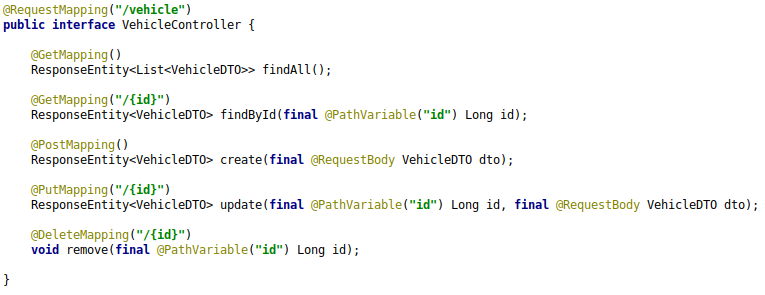 @RequestMapping("/vehicle")
public interface VehicleController {
@GetMapping()
ResponseEntity<List<VehicleDTO>> findAll();
@GetMapping("/{id}")
ResponseEntity<VehicleDTO> findById(final @PathVariable("id") Long id);
@PostMapping()
ResponseEntity<VehicleDTO> create(final @RequestBody VehicleDTO dto);
@PutMapping("/{id}")
ResponseEntity<VehicleDTO> update(final @PathVariable("id") Long id, final @RequestBody VehicleDTO dto);
@DeleteMapping("/{id}")
void remove(final @PathVariable("id") Long id);
}